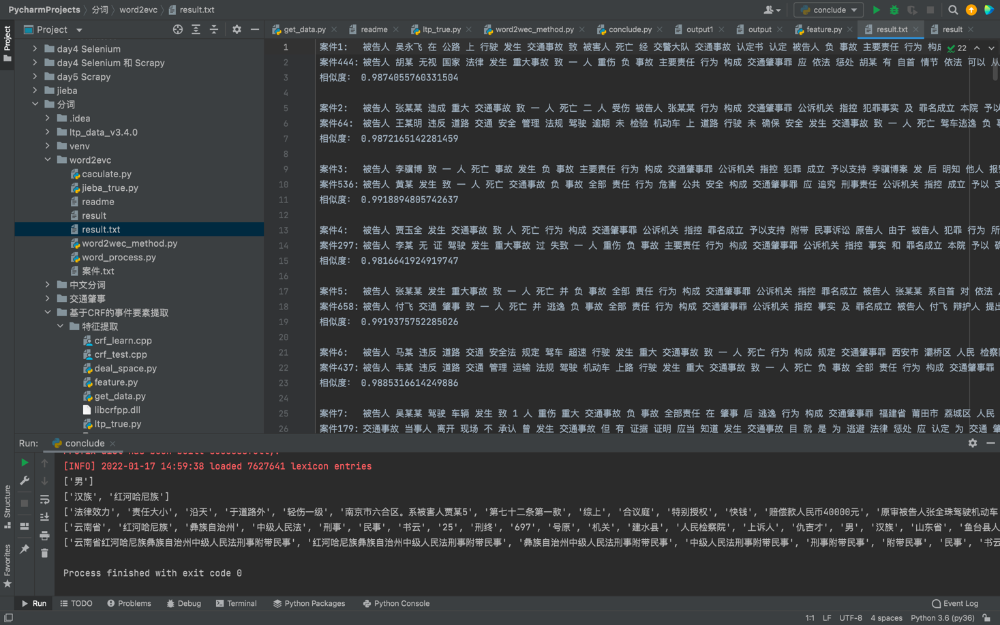 PycharmProjects 分词 word2evc result.txt
conclude
Project
get_data.py
readme
ltp_true.py
word2wec_method.py
conclude.py
output1
output
feature.py
result.txt
result
Project
Structure
Favorites
day4 Selenium
day4 Selenium 和 Scrapy
day5 Scrapy
jieba
分词
.idea
ltp_data_v3.4.0
venv
word2evc
caculate.py
jieba_true.py
readme
result
result.txt
word2wec_method.py
word_process.py
案件.txt
中文分词
交通肇事
基于CRF的事件要素提取
特征提取
crf_learn.cpp
crf_test.cpp
deal_space.py
feature.py
get_data.py
libcrfpp.dll
ltp_true.py
22
1 案件1: 被告人 吴永飞 在 公路 上 行驶 发生 交通事故 致 被害人 死亡 经 交警大队 交通事故 认定书 认定 被告人 负 事故 主要责任 行为
2 案件444: 被告人 胡某 无视 国家 法律 发生 重大事故 致 一 人 重伤 负 事故 主要责任 行为 构成 交通肇事罪 应 依法 惩处 胡某 有 自首 情节 依法 可以 从
3 相似度: 0.9874055760331504
4
5 案件2: 被告人 张某某 造成 重大 交通事故 致 一 人 死亡 二 人 受伤 被告人 张某某 行为 构成 交通肇事罪 公诉机关 指控 犯罪事实 及 罪名成立 本院 予以
6 案件64: 被告人 王某明 违反 道路 交通 安全 管理 法规 驾驶 逾期 未 检验 机动车 上 道路 行驶 未 确保 安全 发生 交通事故 致 一 人 死亡 驾车逃逸 负
7 相似度: 0.9872165142281459
8
9 案件3: 被告人 李骥博 致 一 人 死亡 事故 发生 负 事故 主要责任 行为 构成 交通肇事罪 公诉机关 指控 犯罪 成立 予以支持 李骥博案 发 后 明知 他人 报
10 案件536: 被告人 黄某 发生 致 一 人 死亡 交通事故 负 事故 全部 责任 行为 危害 公共 安全 构成 交通肇事罪 应 追究 刑事责任 公诉机关 指控 成立 予以 支
11 相似度: 0.9918894805742637
12
13 案件4: 被告人 贾玉全 发生 交通事故 致 人 死亡 行为 构成 交通肇事罪 公诉机关 指控 罪名成立 予以支持 附带 民事诉讼 原告人 由于 被告人 犯罪 行为 所
14 案件297: 被告人 李某 无 证 驾驶 发生 重大事故 过 失致 一 人 重伤 负 事故 主要责任 行为 构成 交通肇事罪 公诉机关 指控 事实 和 罪名成立 本院 予以 确
15 相似度: 0.9816641924919747
16
17 案件5: 被告人 张某某 发生 重大事故 致 一 人 死亡 并 负 事故 全部 责任 行为 构成 交通肇事罪 公诉机关 指控 罪名成立 被告人 张某某 系自首 对 依法
18 案件658: 被告人 付飞 交通 肇事 致 一 人 死亡 并 逃逸 负 事故 全部 责任 行为 构成 交通肇事罪 公诉机关 指控 事实 及 罪名成立 被告人 付飞 辩护人 提出
19 相似度: 0.9919375752285026
20
21 案件6: 被告人 马某 违反 道路 交通 安全法 规定 驾车 超速 行驶 发生 重大 交通事故 致 一 人 死亡 行为 构成 规定 交通肇事罪 西安市 灞桥区 人民 检察院
22 案件437: 被告人 韦某 违反 道路 交通 管理 运输 法规 驾驶 机动车 上路 行驶 发生 重大 交通事故 致 一 人 死亡 负 事故 全部 责任 行为 构成 交通肇事罪
23 相似度: 0.9885316614249886
24
25 案件7: 被告人 吴某某 驾驶 车辆 发生 致 1 人 重伤 重大 交通事故 负 事故 全部责任 在 肇事 后 逃逸 行为 构成 交通肇事罪 福建省 莆田市 荔城区 人民
26 案件179: 交通事故 当事人 离开 现场 不 承认 曾 发生 交通事故 但 有 证据 证明 应当 知道 发生 交通事故 目 就 是 为 逃避 法律 惩处 应 认定 为 交通 肇
Run: conclude
Prefix dict has been built successfully.
[INFO] 2022-01-17 14:59:38 loaded 7627641 lexicon entries
['男']
['汉族', '红河哈尼族']
['法律效力', '责任大小', '沿天', '于道路外', '轻伤一级', '南京市六合区。系被害人贾某5', '第七十二条第一款', '综上', '合议庭', '特别授权', '快钱', '赔偿款人民币40000元', '原审被告人张全珠驾驶机动车
['云南省', '红河哈尼族', '彝族自治州', '中级人民法', '刑事', '民事', '书云', '25', '刑终', '697', '号原', '机关', '建水县', '人民检察院', '上诉人', '仇吉才', '男', '汉族', '山东省', '鱼台县人
['云南省红河哈尼族彝族自治州中级人民法刑事附带民事', '红河哈尼族彝族自治州中级人民法刑事附带民事', '彝族自治州中级人民法刑事附带民事', '中级人民法刑事附带民事', '刑事附带民事', '附带民事', '民事', '书云
Process finished with exit code 0
Run TODO Problems Debug Terminal Python Packages Python Console Event Log
1:1 LF UTF-8 4 spaces Python 3.6 (py36)